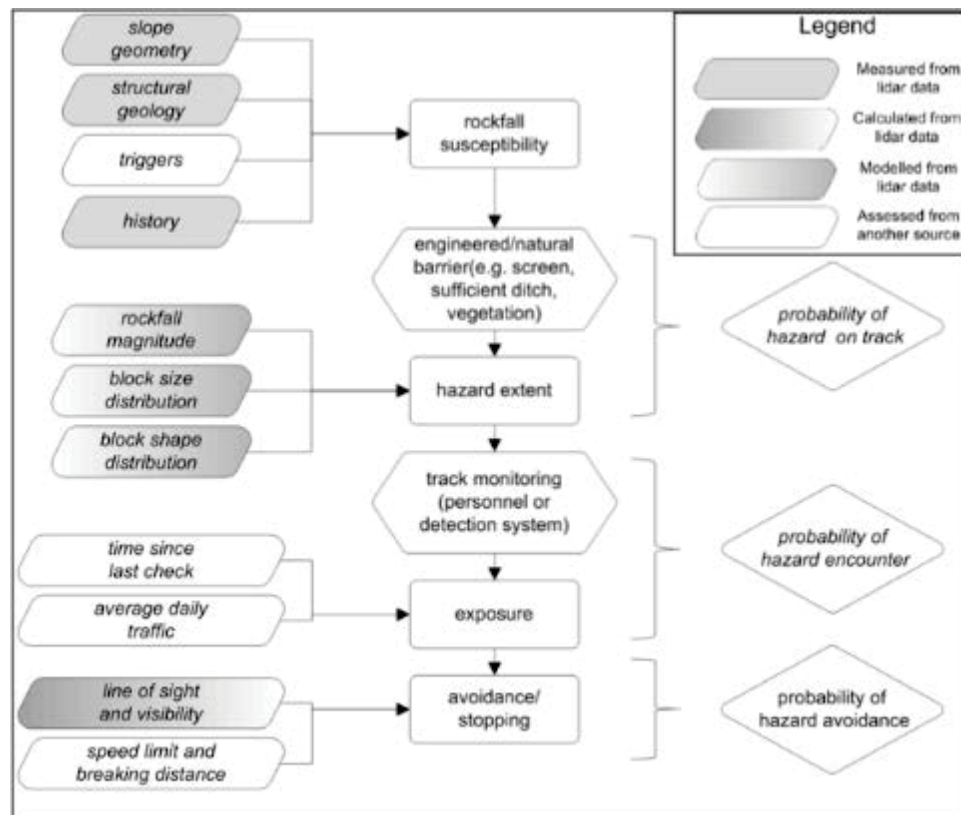 slope
geometry
structural
geology
triggers
history
rockfall
susceptibility
engineered/natural
barrier(e.g. screen,
sufficient ditch,
vegetation)
rockfall
magnitude
block size
distribution
block shape
distribution
hazard extent
track monitoring
(personnel or
detection system)
time since
last check
average daily
traffic
exposure
line of sight
and visibility
speed limit and
breaking distance
avoidance/
stopping
Legend
Measured from
lidar data
Calculated from
lidar data
Modelled from
lidar data
Assessed from
another source
probability of
hazard on track
probability of
hazard encounter
probability of
hazard avoidance